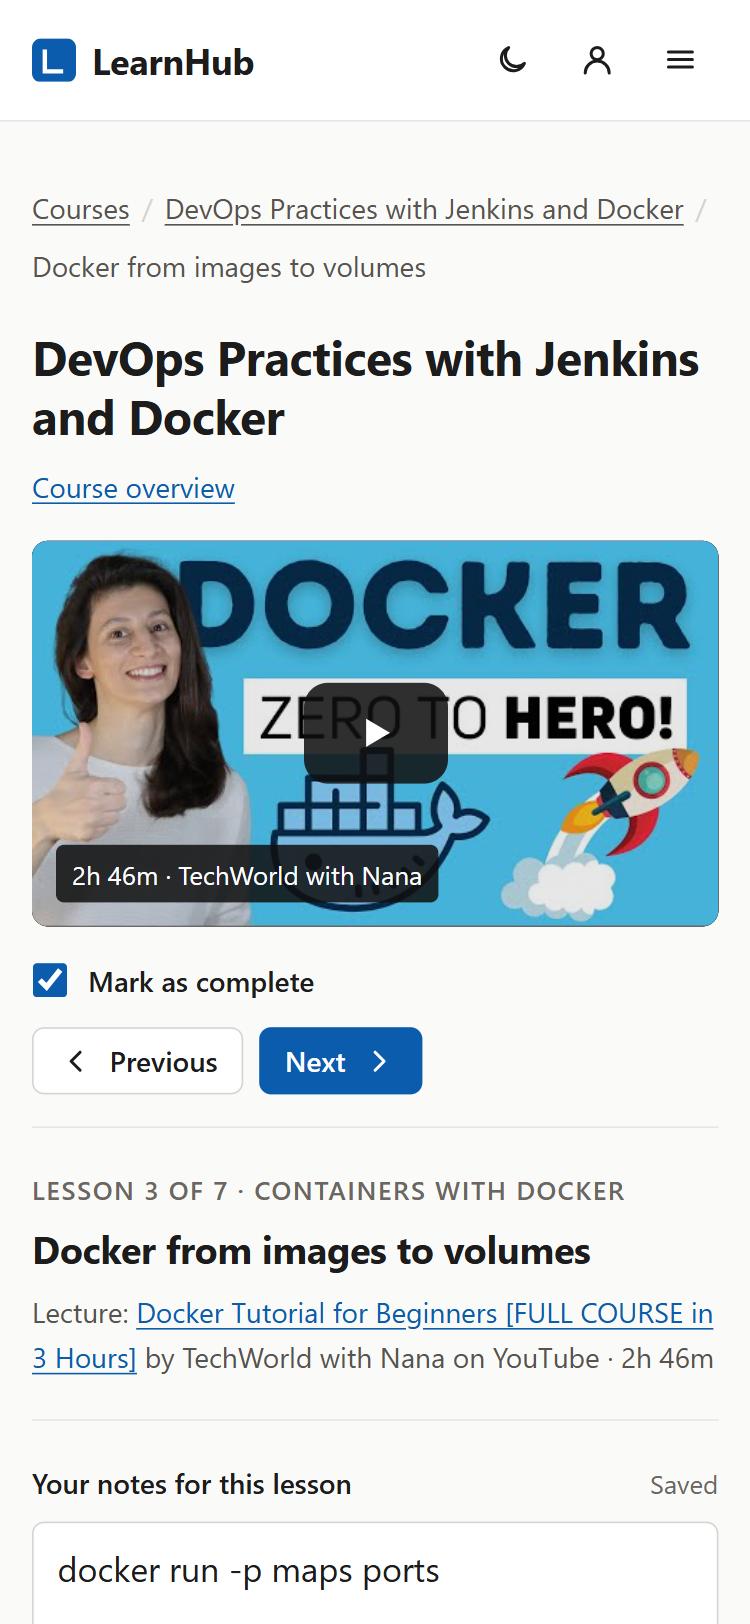 L LearnHub
Courses / DevOps Practices with Jenkins and Docker /
Docker from images to volumes
DevOps Practices with Jenkins
and Docker
Course overview
DOCKER
ZERO TO HERO!
2h 46m · TechWorld with Nana
Mark as complete
Previous Next
LESSON 3 OF 7 · CONTAINERS WITH DOCKER
Docker from images to volumes
Lecture: Docker Tutorial for Beginners [FULL COURSE in
3 Hours] by TechWorld with Nana on YouTube · 2h 46m
Your notes for this lesson Saved
docker run -p maps ports